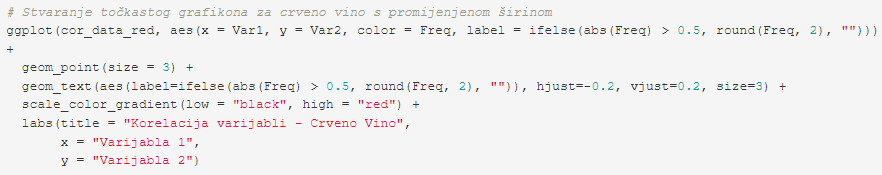 # Stvaranje točkastog grafikona za crveno vino s promijenjenom širinom
ggplot(cor_data_red, aes(x = Var1, y = Var2, color = Freq, label = ifelse(abs(Freq) > 0.5, round(Freq, 2), "")))
+
  geom_point(size = 3) +
  geom_text(aes(label=ifelse(abs(Freq) > 0.5, round(Freq, 2), "")), hjust=-0.2, vjust=0.2, size=3) +
  scale_color_gradient(low = "black", high = "red") +
  labs(title = "Korelacija varijabli - Crveno Vino",
       x = "Varijabla 1",
       y = "Varijabla 2")